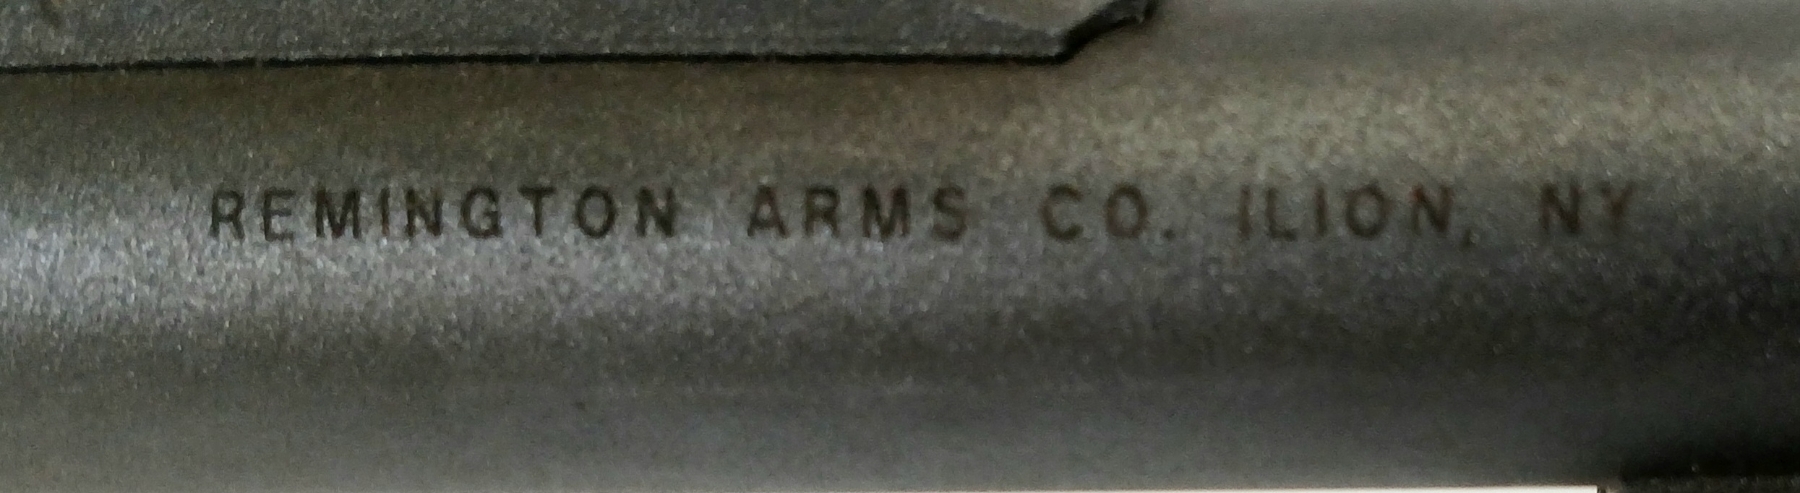 REMINGTON ARMS CO. ILION, NY